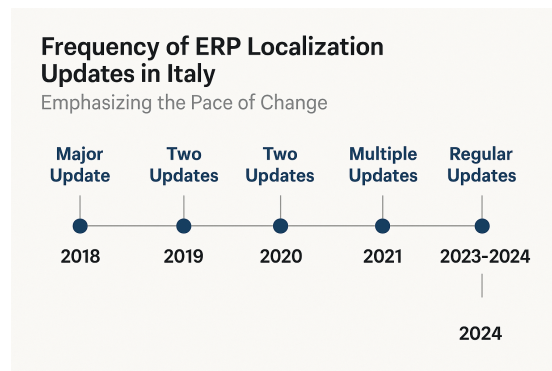 Frequency of ERP Localization
Updates in Italy
Emphasizing the Pace of Change
Major
Update
Two
Updates
Two
Updates
Multiple
Updates
Regular
Updates
2018
2019
2020
2021
2023-2024
2024